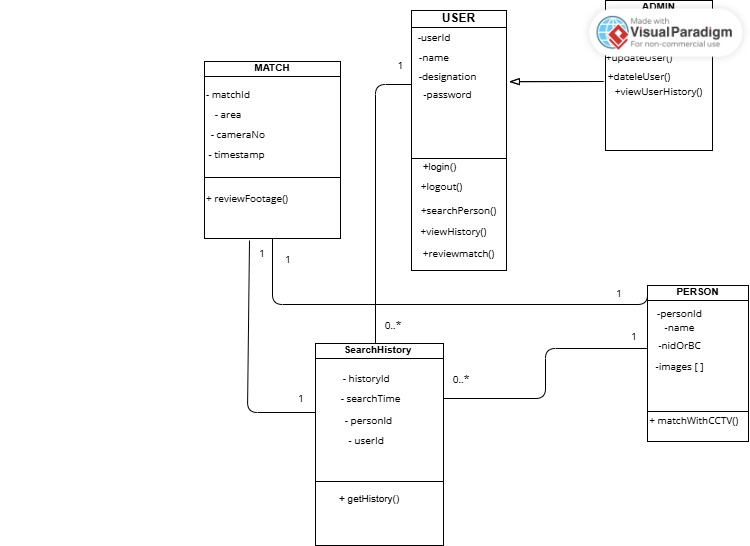 USER
-userId
-name
-designation
-password
+login()
+logout()
+searchPerson()
+viewHistory()
+reviewmatch()
ADMIN
Made with
VisualParadigm
For non-commercial use
+updateUser()
+dateleUser()
+viewUserHistory()
MATCH
- matchId
- area
- cameraNo
- timestamp
+ reviewFootage()
1
1
1
1
PERSON
-personId
-name
-nidOrBC
-images [ ]
+ matchWithCCTV()
0..*
1
0..*
1
SearchHistory
- historyId
- searchTime
- personId
- userId
+ getHistory()